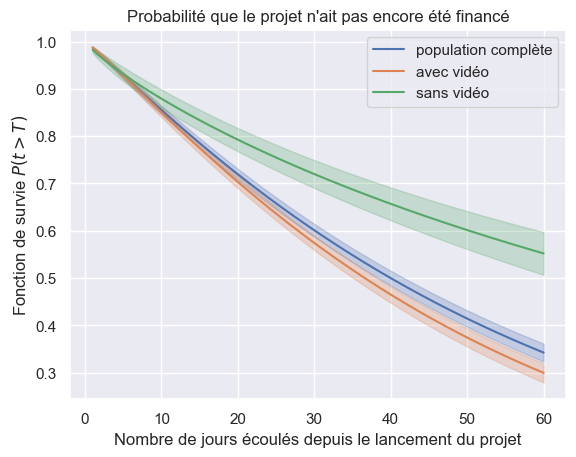 Probabilité que le projet n'ait pas encore été financé
population complète
avec vidéo
sans vidéo
Fonction de survie P(t > T)
1.0
0.9
0.8
0.7
0.6
0.5
0.4
0.3
0
10
20
30
40
50
60
Nombre de jours écoulés depuis le lancement du projet